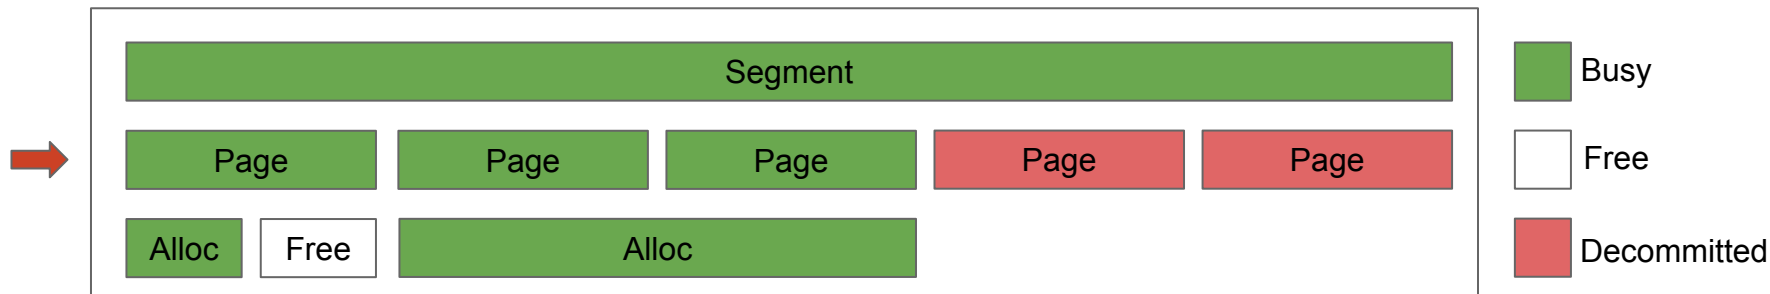 Segment
Busy
Page Page Page Page Page
Free
Alloc Free Alloc
Decommitted